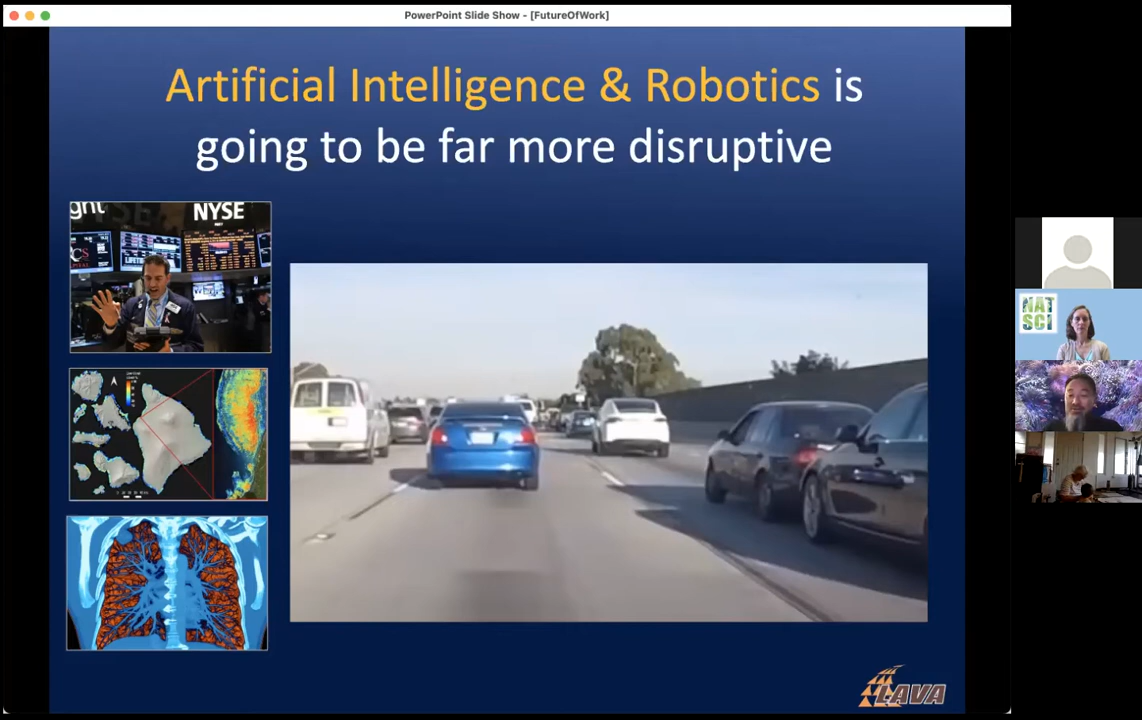 PowerPoint Slide Show - [FutureOfWork]
Artificial Intelligence & Robotics is
going to be far more disruptive
NYSE
NAT
SCI
LAVA